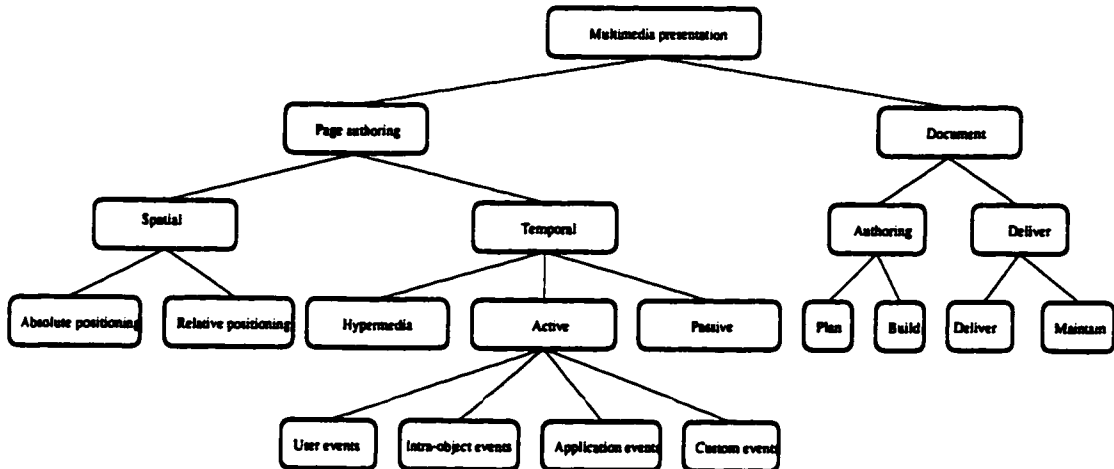 Multimedia presentation
Page authoring
Document
Spatial
Temporal
Authoring
Deliver
Absolute positioning
Relative positioning
Hypermedia
Active
Passive
Plan
Build
Deliver
Maintain
User events
Intra-object events
Application events
Custom events